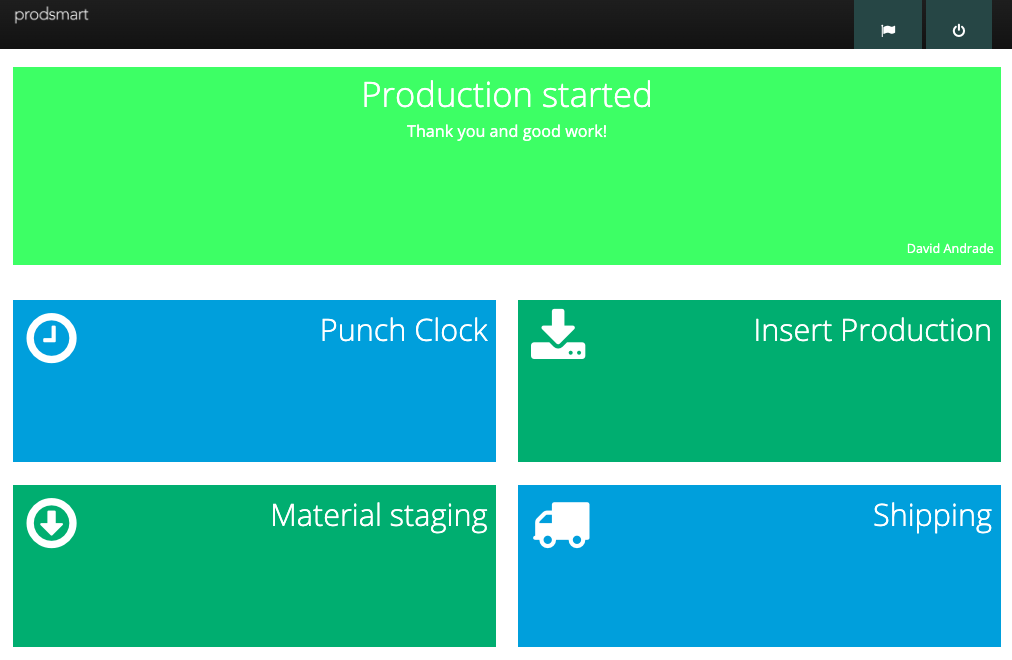 prodsmart
Production started
Thank you and good work!
David Andrade
Punch Clock
Insert Production
Material staging
Shipping